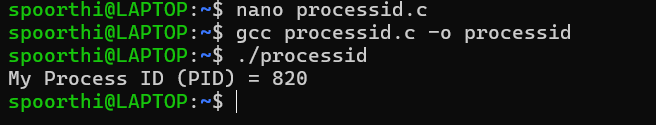 spoorthi@LAPTOP:~$ nano processid.c
spoorthi@LAPTOP:~$ gcc processid.c -o processid
spoorthi@LAPTOP:~$ ./processid
My Process ID (PID) = 820
spoorthi@LAPTOP:~$